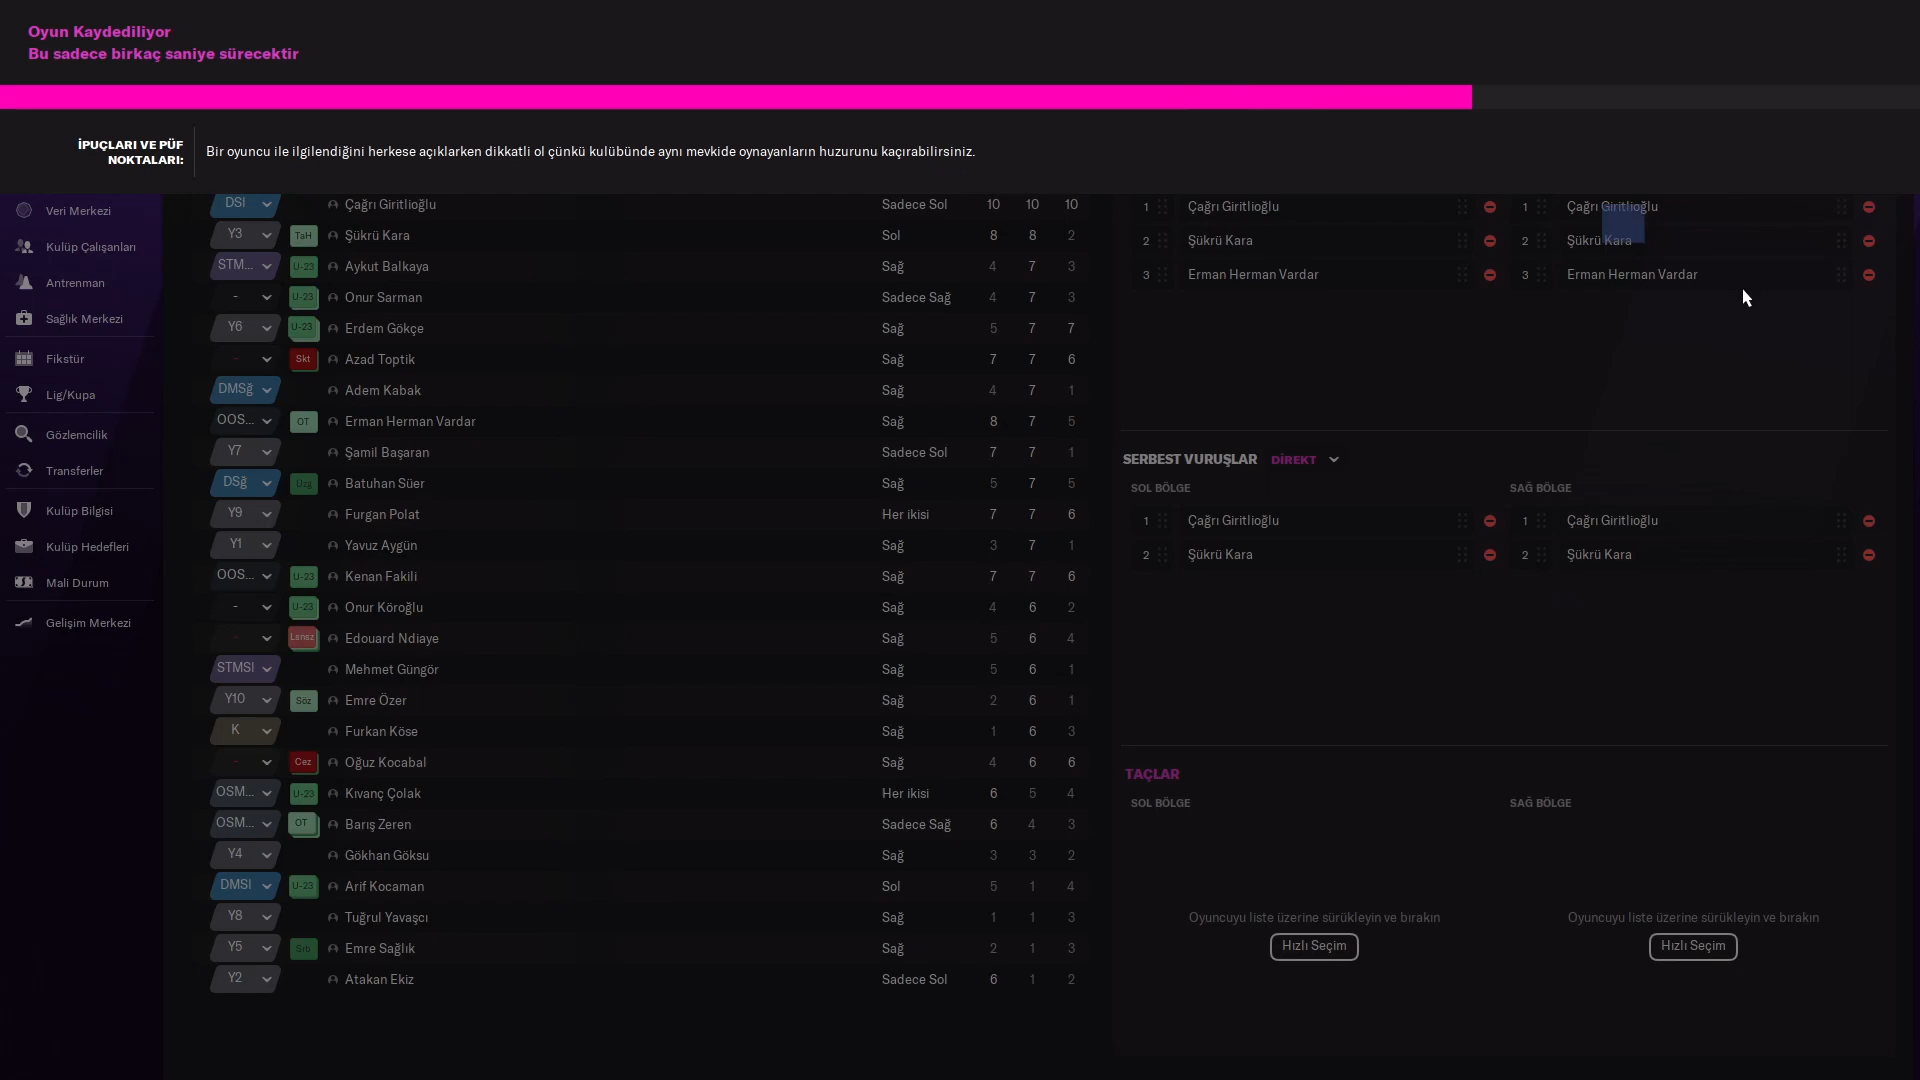 Oyun Kaydediliyor
Bu sadece birkaç saniye sürecektir
İPUÇLARI VE PÜF NOKTALARI:
Bir oyuncu ile ilgilendiğini herkese açıklarken dikkatli ol çünkü kulübünde aynı mevkide oynayanların huzurunu kaçırabilirsiniz.
Veri Merkezi
Kulüp Çalışanları
Antrenman
Sağlık Merkezi
Fikstür
Lig/Kupa
Gözlemcilik
Transferler
Kulüp Bilgisi
Kulüp Hedefleri
Mali Durum
Gelişim Merkezi
DSl Çağrı Giritlioğlu Sadece Sol 10 10 10
Y3 TaH Şükrü Kara Sol 8 8 2
STM... U-23 Aykut Balkaya Sağ 4 7 3
- U-23 Onur Sarman Sadece Sağ 4 7 3
Y6 U-23 Erdem Gökçe Sağ 5 7 7
- Skt Azad Toptik Sağ 7 7 6
DMSğ Adem Kabak Sağ 4 7 1
OOS... OT Erman Herman Vardar Sağ 8 7 5
Y7 Şamil Başaran Sadece Sol 7 7 1
DSğ Üzg Batuhan Süer Sağ 5 7 5
Y9 Furgan Polat Her ikisi 7 7 6
Y1 Yavuz Aygün Sağ 3 7 1
OOS... U-23 Kenan Fakili Sağ 7 7 6
- U-23 Onur Köroğlu Sağ 4 6 2
- Lsnsz Edouard Ndiaye Sağ 5 6 4
STMSl Mehmet Güngör Sağ 5 6 1
Y10 Söz Emre Özer Sağ 2 6 1
K Furkan Köse Sağ 1 6 3
- Cez Oğuz Kocabal Sağ 4 6 6
OSM... U-23 Kıvanç Çolak Her ikisi 6 5 4
OSM... OT Barış Zeren Sadece Sağ 6 4 3
Y4 Gökhan Göksu Sağ 3 3 2
DMSl U-23 Arif Kocaman Sol 5 1 4
Y8 Tuğrul Yavaşcı Sağ 1 1 3
Y5 Srb Emre Sağlık Sağ 2 1 3
Y2 Atakan Ekiz Sadece Sol 6 1 2
1 Çağrı Giritlioğlu 1 Çağrı Giritlioğlu
2 Şükrü Kara 2 Şükrü Kara
3 Erman Herman Vardar 3 Erman Herman Vardar
SERBEST VURUŞLAR DİREKT
SOL BÖLGE SAĞ BÖLGE
1 Çağrı Giritlioğlu 1 Çağrı Giritlioğlu
2 Şükrü Kara 2 Şükrü Kara
TAÇLAR
SOL BÖLGE SAĞ BÖLGE
Oyuncuyu liste üzerine sürükleyin ve bırakın Oyuncuyu liste üzerine sürükleyin ve bırakın
Hızlı Seçim Hızlı Seçim